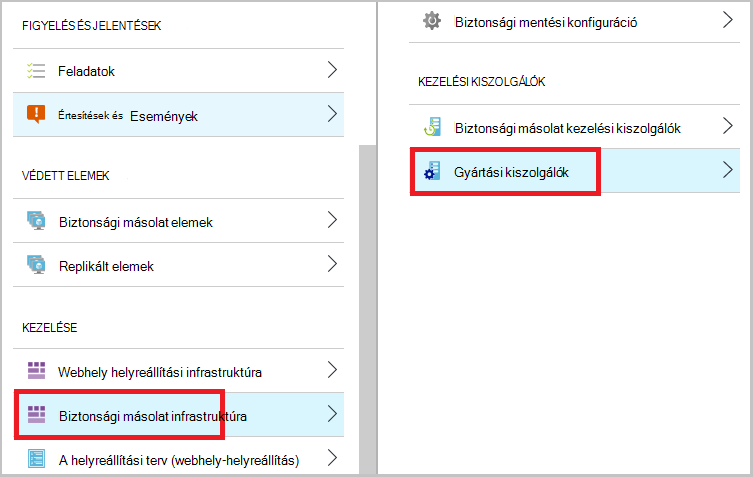 FIGYELÉS ÉS JELENTÉSEK
Feladatok
Értesítések és Események
VÉDETT ELEMEK
Biztonsági másolat elemek
Replikált elemek
KEZELÉSE
Webhely helyreállítási infrastruktúra
Biztonsági másolat infrastruktúra
A helyreállítási terv (webhely-helyreállítás)
Biztonsági mentési konfiguráció
KEZELÉSI KISZOLGÁLÓK
Biztonsági másolat kezelési kiszolgálók
Gyártási kiszolgálók